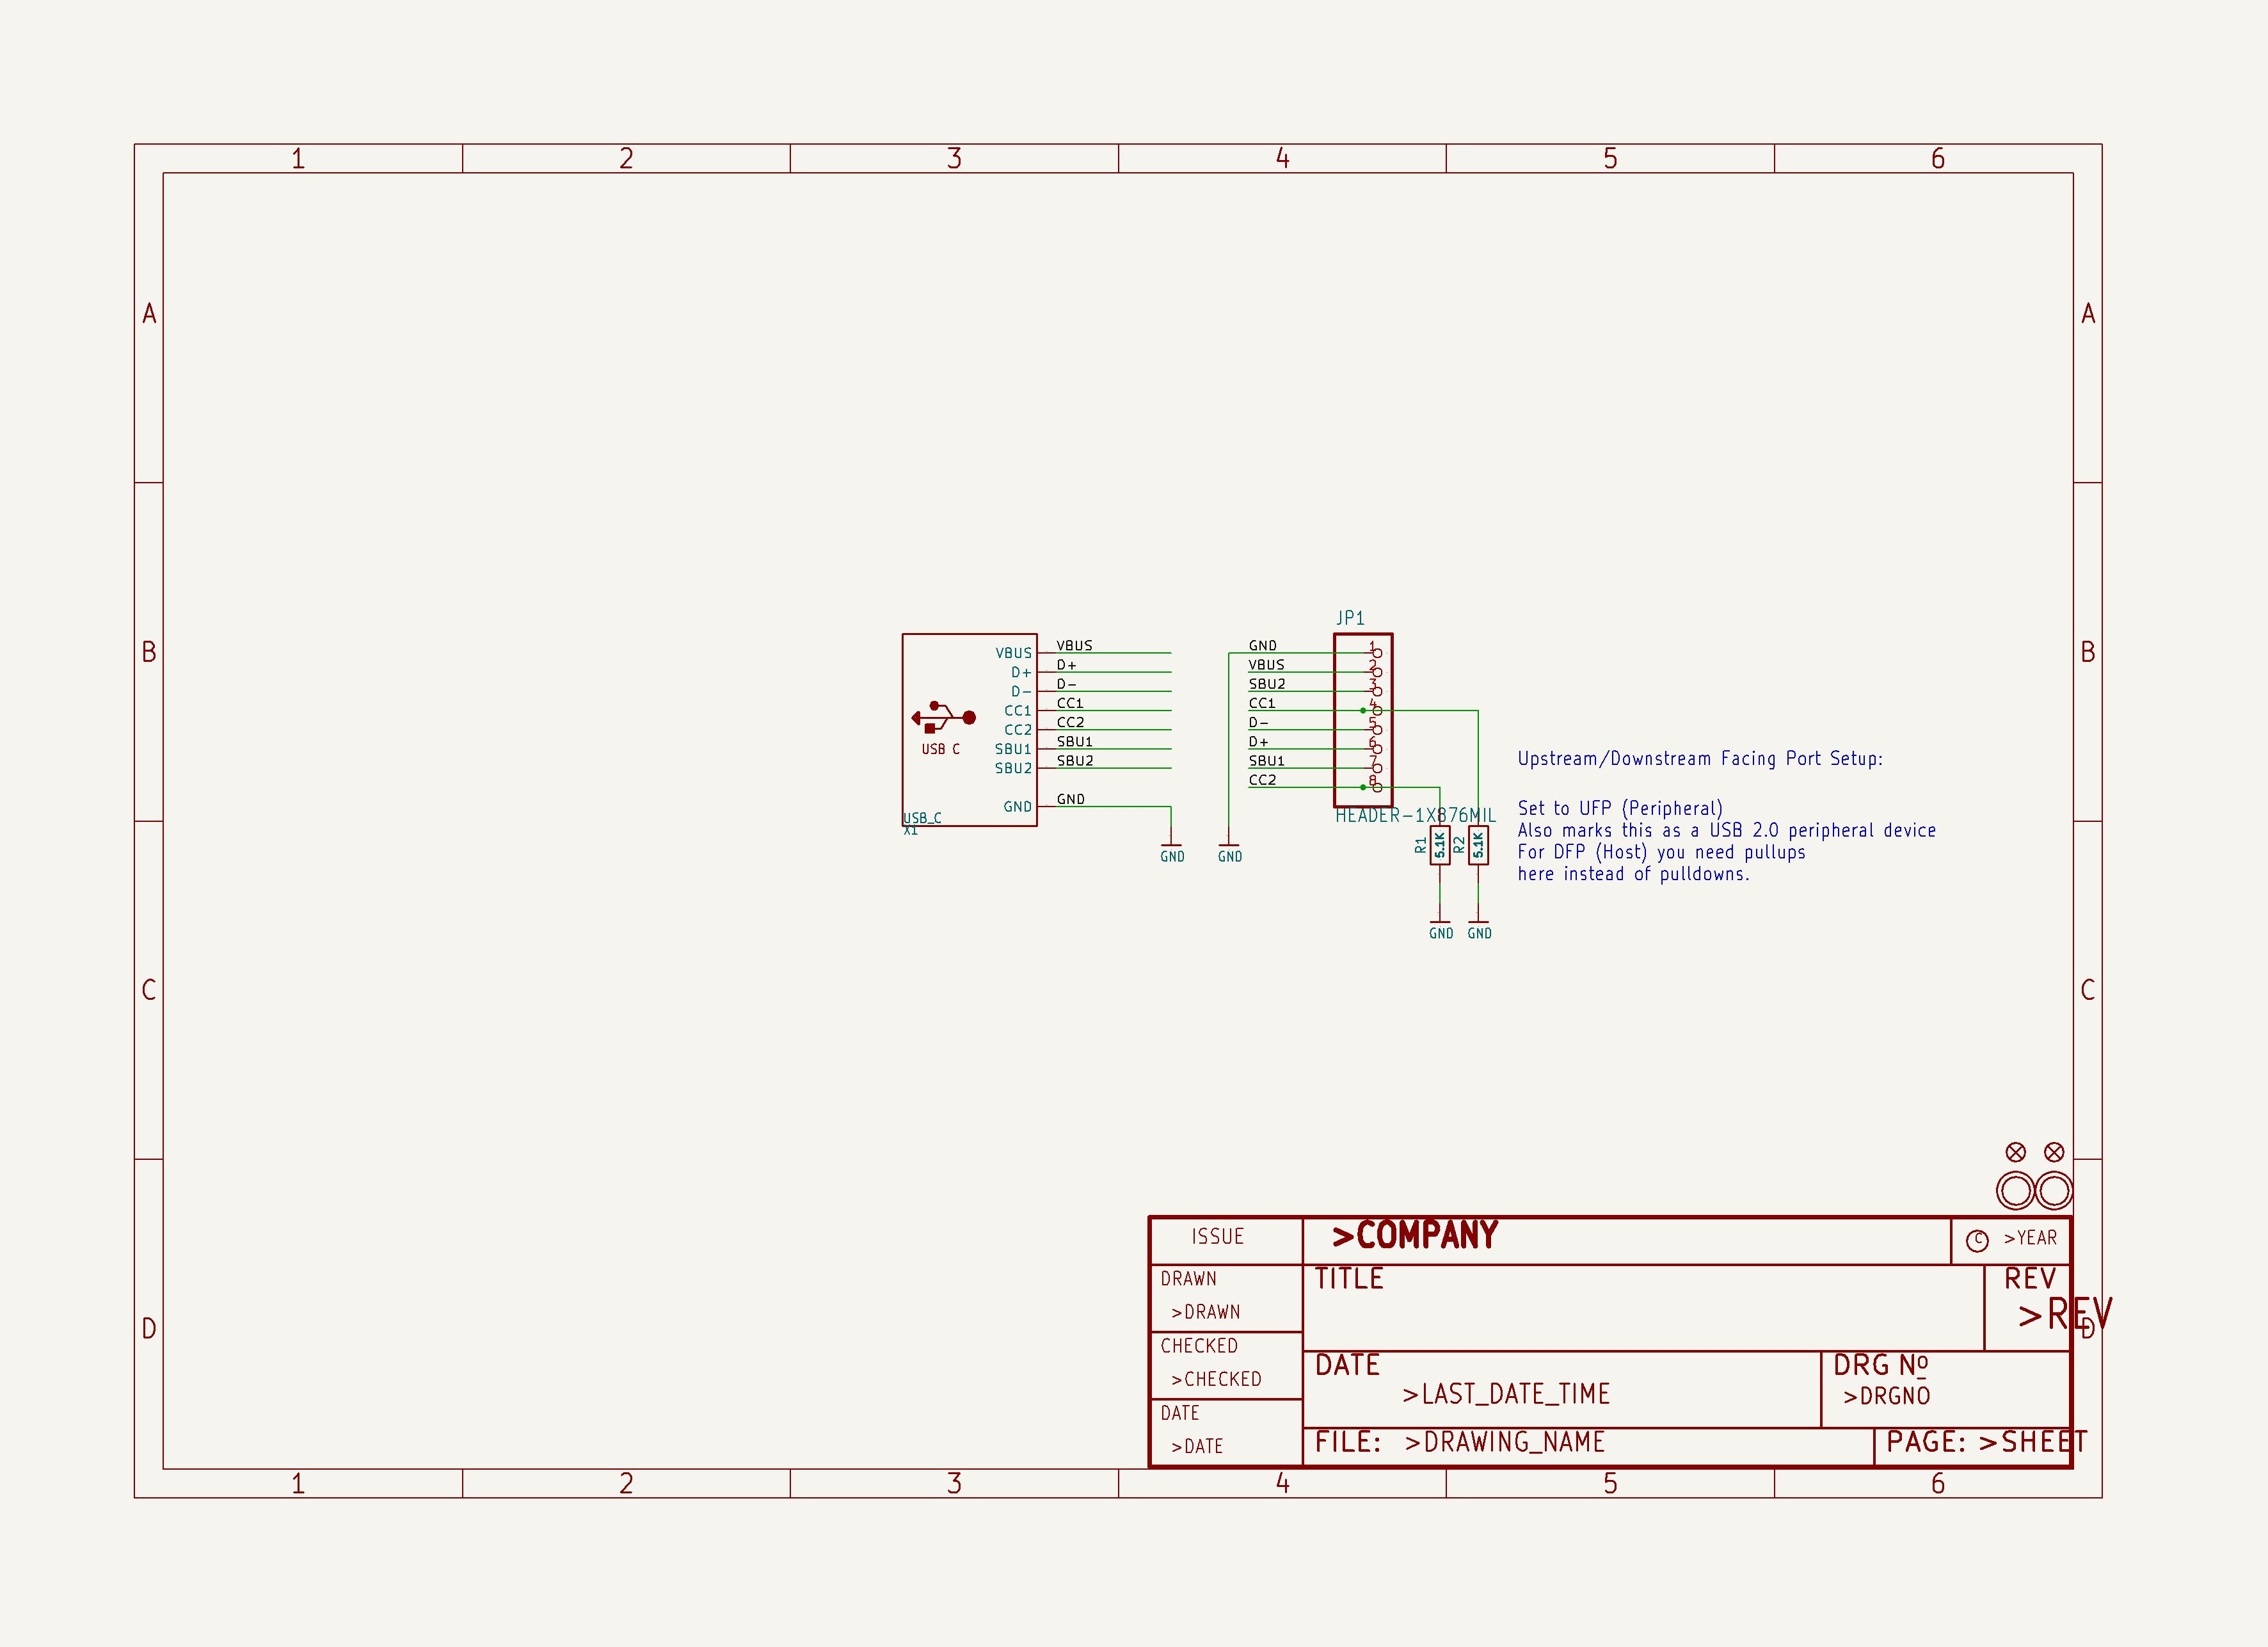 1 2 3 4 5 6
A A
B B
C C
D D
JP1
VBUS VBUS
D+ D+
D- D-
CC1 CC1
CC2 CC2
SBU1 SBU1
SBU2 SBU2
GND GND
USB C
USB_C
X1
GND
GND 1
VBUS 2
SBU2 3
CC1 4
D- 5
D+ 6
SBU1 7
CC2 8
HEADER-1X876MIL
GND
R1 5.1K
R2 5.1K
GND GND
Upstream/Downstream Facing Port Setup:
Set to UFP (Peripheral)
Also marks this as a USB 2.0 peripheral device
For DFP (Host) you need pullups
here instead of pulldowns.
ISSUE >COMPANY © >YEAR
DRAWN
>DRAWN
TITLE
REV
>REV
CHECKED
>CHECKED
DATE
>LAST_DATE_TIME
DRG Nº
>DRGNO
DATE
>DATE
FILE: >DRAWING_NAME
PAGE: >SHEET
1 2 3 4 5 6